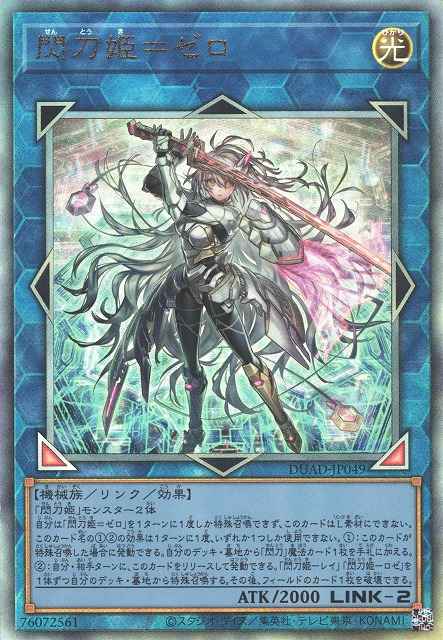 閃刀姫=ゼロ
光
DUAD-JP049
【機械族/リンク/効果】
「閃刀姫」モンスター2体
自分は「閃刀姫=ゼロ」を1ターンに1度しか特殊召喚できず、このカードはL素材にできない。
このカード名の①②の効果は1ターンに1度、いずれか1つしか使用できない。①:このカードが
特殊召喚した場合に発動できる。自分のデッキ・墓地から「閃刀」魔法カード1枚を手札に加える。
②:自分・相手ターンに、このカードをリリースして発動できる。「閃刀姫-レイ」「閃刀姫-ロゼ」を
1体ずつ自分のデッキ・墓地から特殊召喚する。その後、フィールドのカード1枚を破壊できる。
ATK/2000 LINK-2
76072561
©スタジオ・ダイス/集英社・テレビ東京・KONAMI